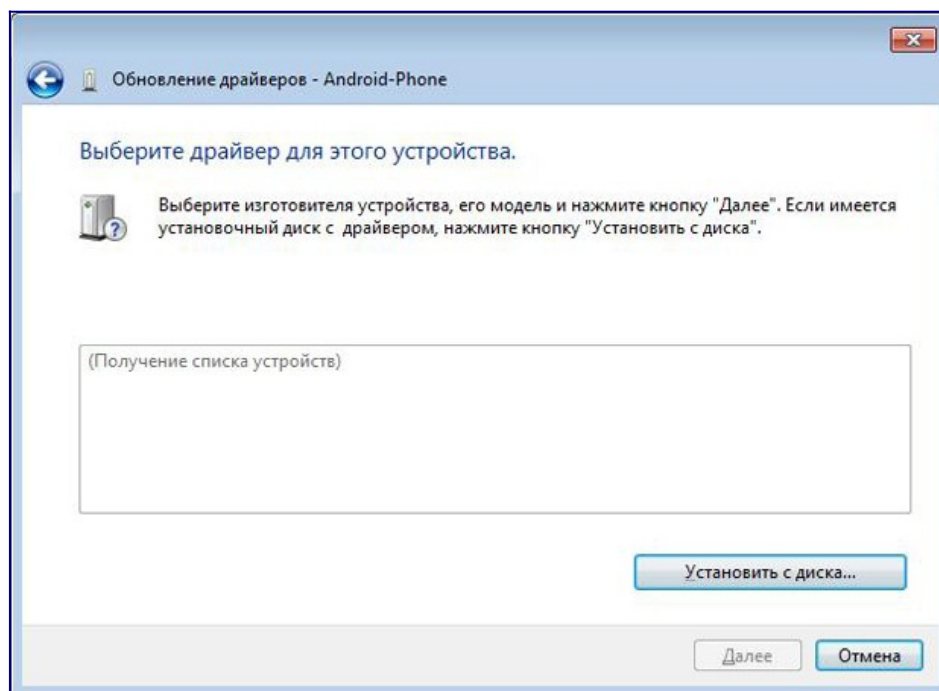 Обновление драйверов - Android-Phone
Выберите драйвер для этого устройства.
Выберите изготовителя устройства, его модель и нажмите кнопку "Далее". Если имеется
установочный диск с драйвером, нажмите кнопку "Установить с диска".
(Получение списка устройств)
Установить с диска...
Далее
Отмена